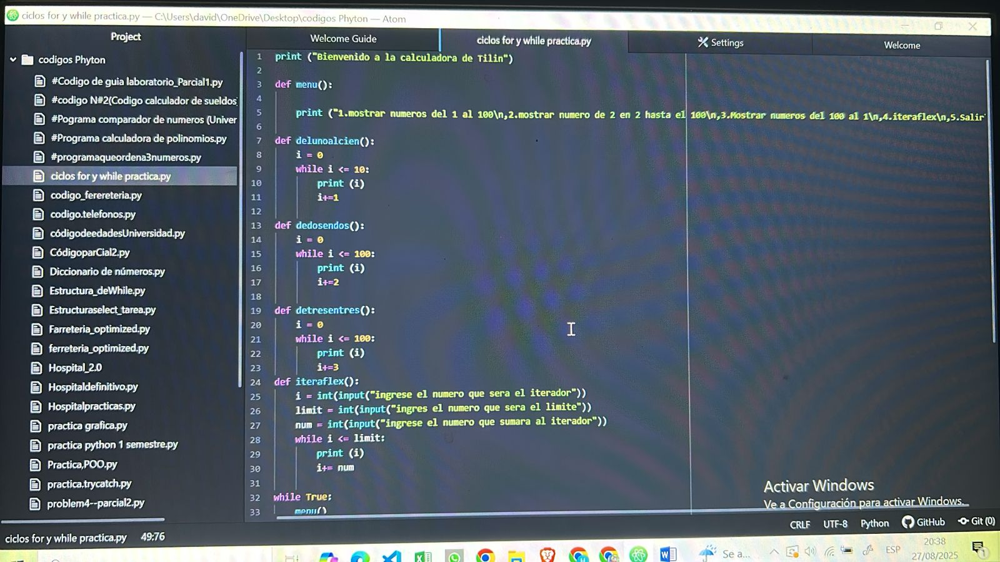 ciclos for y while practica.py — C:\Users\david\OneDrive\Desktop\codigos Phyton — Atom
Project
Welcome Guide
ciclos for y while practica.py
Settings
Welcome
codigos Phyton
#Codigo de guia laboratorio_Parcial1.py
#codigo N#2(Codigo calculador de sueldos
#Pograma comparador de numeros (Univer
#Programa calculadora de polinomios.py
#programaqueordena3numeros.py
ciclos for y while practica.py
codigo_ferereteria.py
codigo.telefonos.py
códigodeedadesUniversidad.py
CódigoparCial2.py
Diccionario de números.py
Estructura_deWhile.py
Estructuraselect_tarea.py
Farreteria_optimized.py
ferreteria_optimized.py
Hospital_2.0
Hospitaldefinitivo.py
Hospitalpracticas.py
practica grafica.py
practica python 1 semestre.py
Practica,POO.py
practica.trycatch.py
problem4--parcial2.py
1 print ("Bienvenido a la calculadora de Tilin")
2
3 def menu():
4
5 print ("1.mostrar numeros del 1 al 100\n,2.mostrar numero de 2 en 2 hasta el 100\n,3.Mostrar numeros del 100 al 1\n,4.iteraflex\n,5.Salir"
6
7 def delunoalcien():
8 i = 0
9 while i <= 10:
10 print (i)
11 i+=1
12
13 def dedosendos():
14 i = 0
15 while i <= 100:
16 print (i)
17 i+=2
18
19 def detresentres():
20 i = 0
21 while i <= 100:
22 print (i)
23 i+=3
24 def iteraflex():
25 i = int(input("ingrese el numero que sera el iterador"))
26 limit = int(input("ingres el numero que sera el limite"))
27 num = int(input("ingrese el numero que sumara al iterador"))
28 while i <= limit:
29 print (i)
30 i+= num
31
32 while True:
33 menu()
Activar Windows
Ve a Configuración para activar Windows.
ciclos for y while practica.py 49:76
CRLF UTF-8 Python GitHub Git (0)
Se a...
ESP
20:38
27/08/2025
1